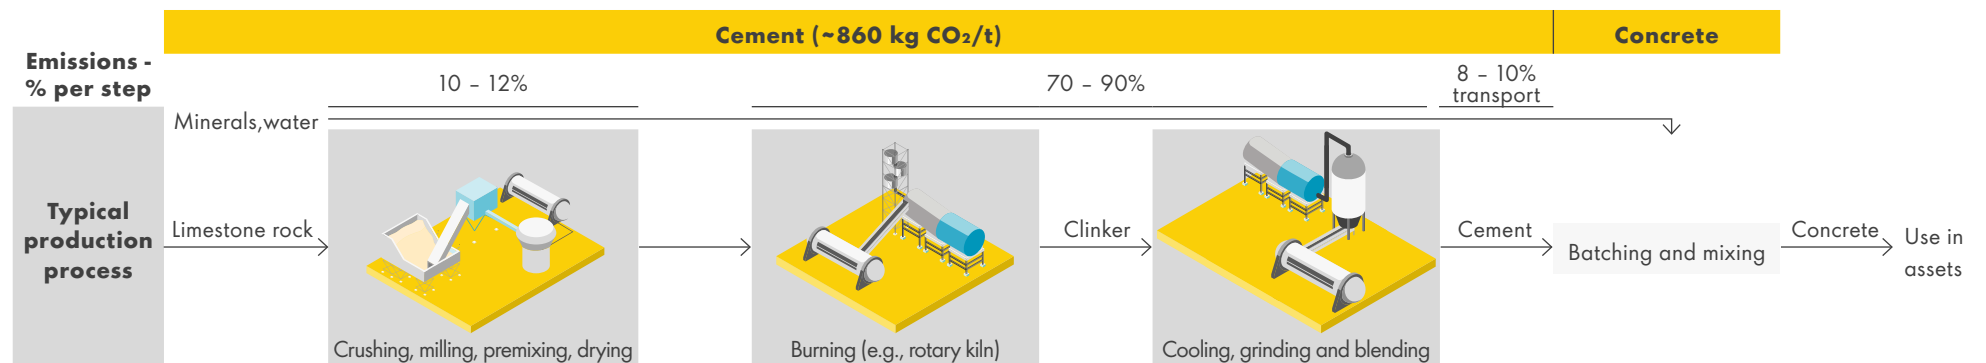 Cement (~860 kg CO₂/t)
Concrete
Emissions -
% per step
10 – 12%
70 – 90%
8 – 10%
transport
Minerals,water
Typical
production
process
Limestone rock
Clinker
Cement
Batching and mixing
Concrete
Use in
assets
Crushing, milling, premixing, drying
Burning (e.g., rotary kiln)
Cooling, grinding and blending